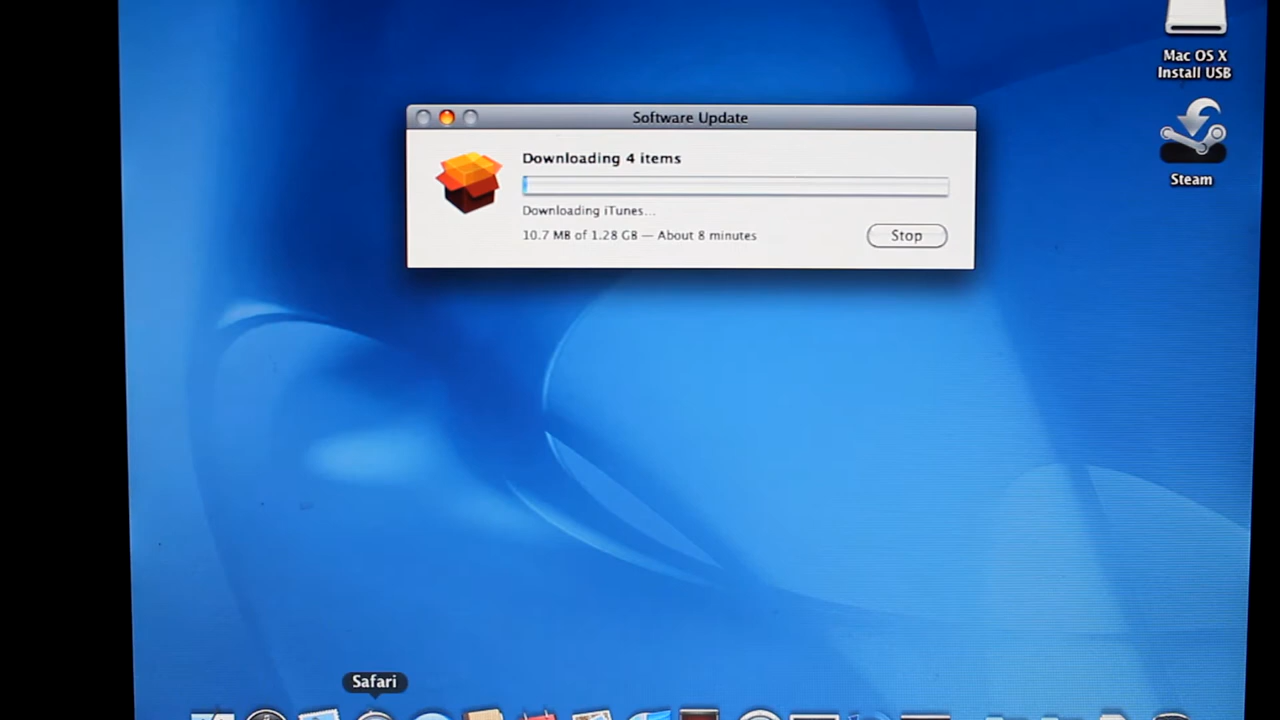 Software Update
Downloading 4 items
Downloading iTunes...
10.7 MB of 1.28 GB — About 8 minutes
Stop
Mac OS X
Install USB
Steam
Safari